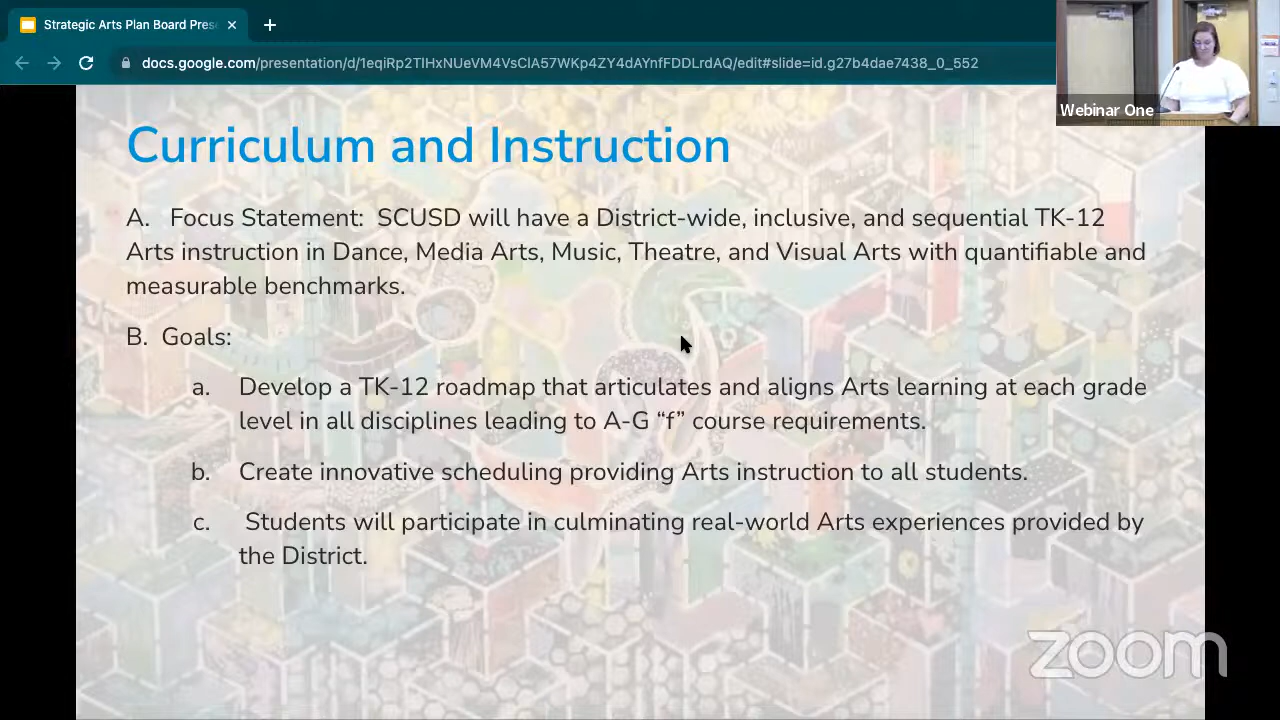 Strategic Arts Plan Board Pres
docs.google.com/presentation/d/1eqiRp2TIHxNUeVM4VsClA57WKp4ZY4dAYnfFDDLrdAQ/edit#slide=id.g27b4dae7438_0_552
Webinar One
Curriculum and Instruction
A. Focus Statement: SCUSD will have a District-wide, inclusive, and sequential TK-12
Arts instruction in Dance, Media Arts, Music, Theatre, and Visual Arts with quantifiable and
measurable benchmarks.
B. Goals:
a. Develop a TK-12 roadmap that articulates and aligns Arts learning at each grade
level in all disciplines leading to A-G “f” course requirements.
b. Create innovative scheduling providing Arts instruction to all students.
c. Students will participate in culminating real-world Arts experiences provided by
the District.
zoom